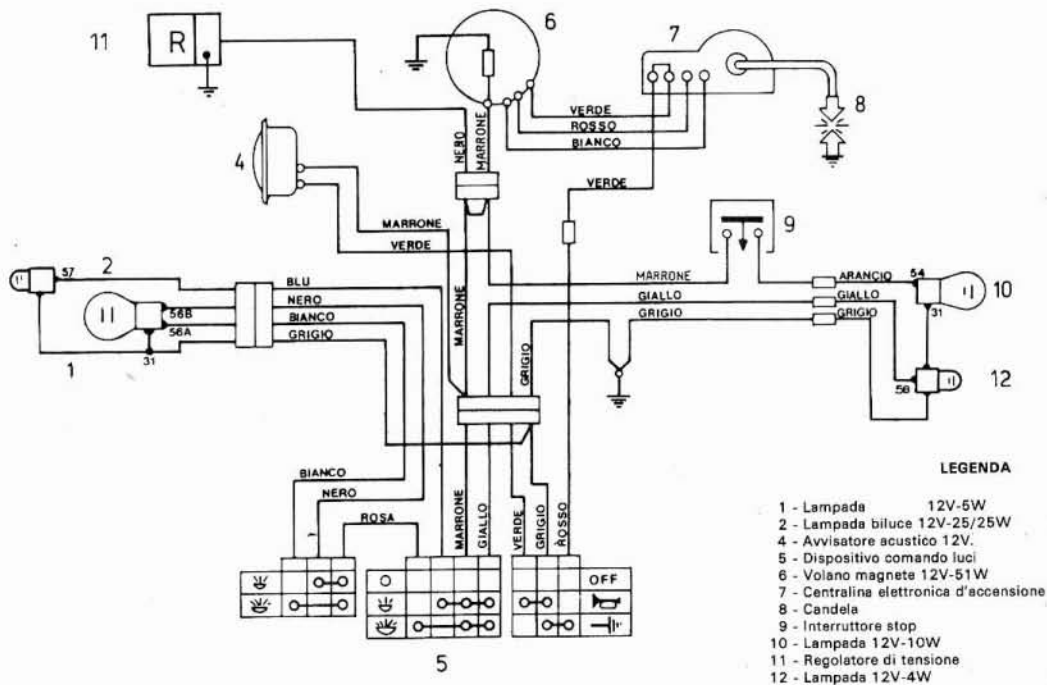 11
R
6
7
8
VERDE
ROSSO
BIANCO
NERO
MARRONE
4
VERDE
MARRONE
VERDE
9
57
2
BLU
NERO
BIANCO
GRIGIO
56B
56A
31
1
MARRONE
MARRONE
GIALLO
GRIGIO
GRIGIO
ARANCIO
GIALLO
GRIGIO
54
31
10
58
12
BIANCO
NERO
ROSA
MARRONE
GIALLO
VERDE
GRIGIO
ROSSO
OFF
5
LEGENDA
1 - Lampada 12V-5W
2 - Lampada biluce 12V-25/25W
4 - Avvisatore acustico 12V.
5 - Dispositivo comando luci
6 - Volano magnete 12V-51W
7 - Centralina elettronica d'accensione
8 - Candela
9 - Interruttore stop
10 - Lampada 12V-10W
11 - Regolatore di tensione
12 - Lampada 12V-4W